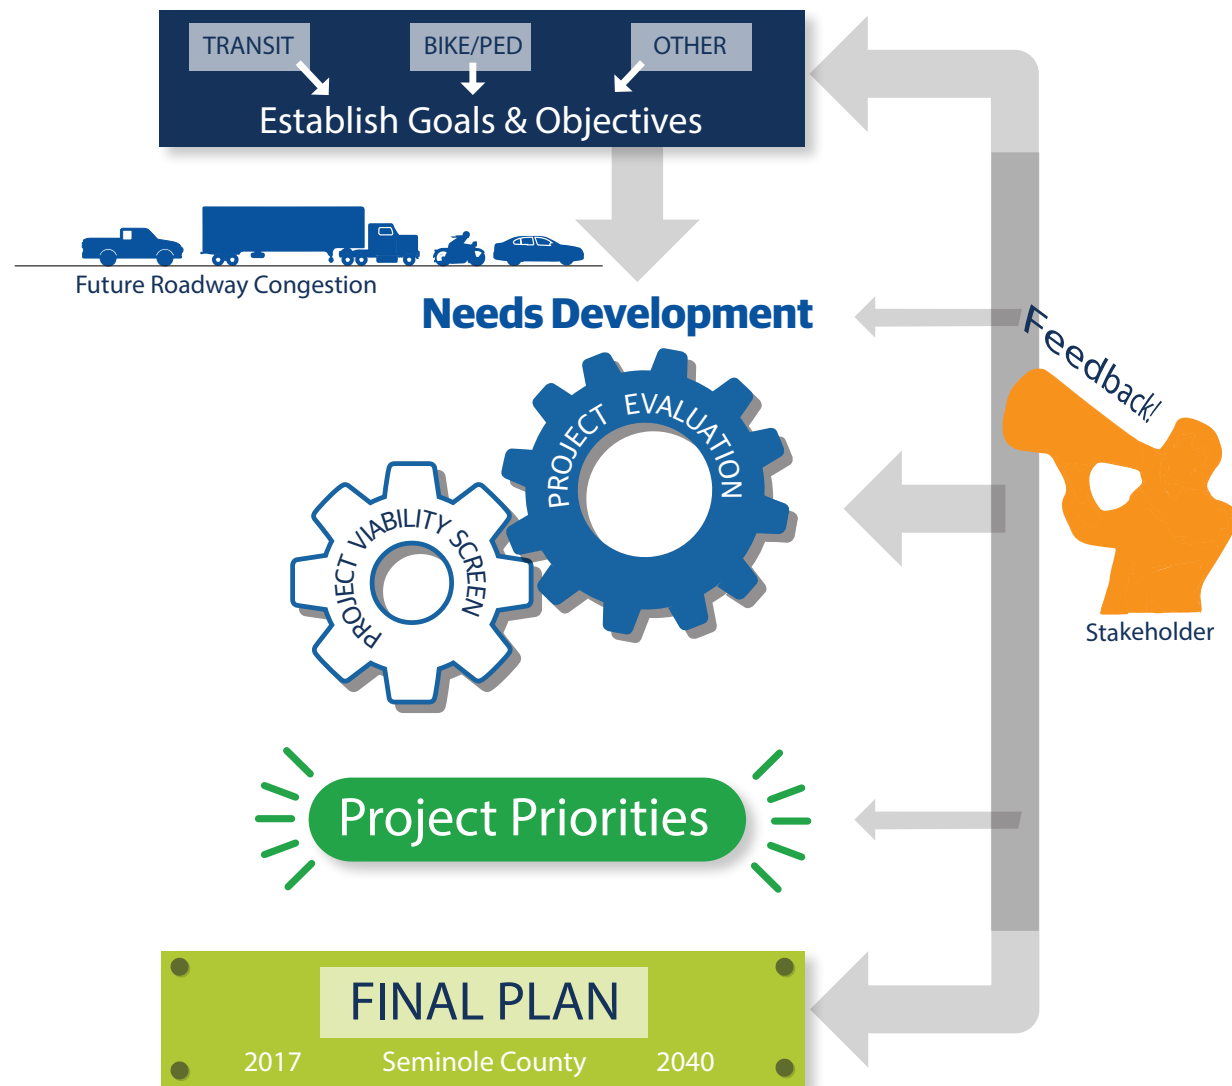 TRANSIT
BIKE/PED
OTHER
Establish Goals & Objectives
Future Roadway Congestion
Needs Development
Feedback!
PROJECT EVALUATION
PROJECT VIABILITY SCREEN
Stakeholder
Project Priorities
FINAL PLAN
2017 Seminole County 2040